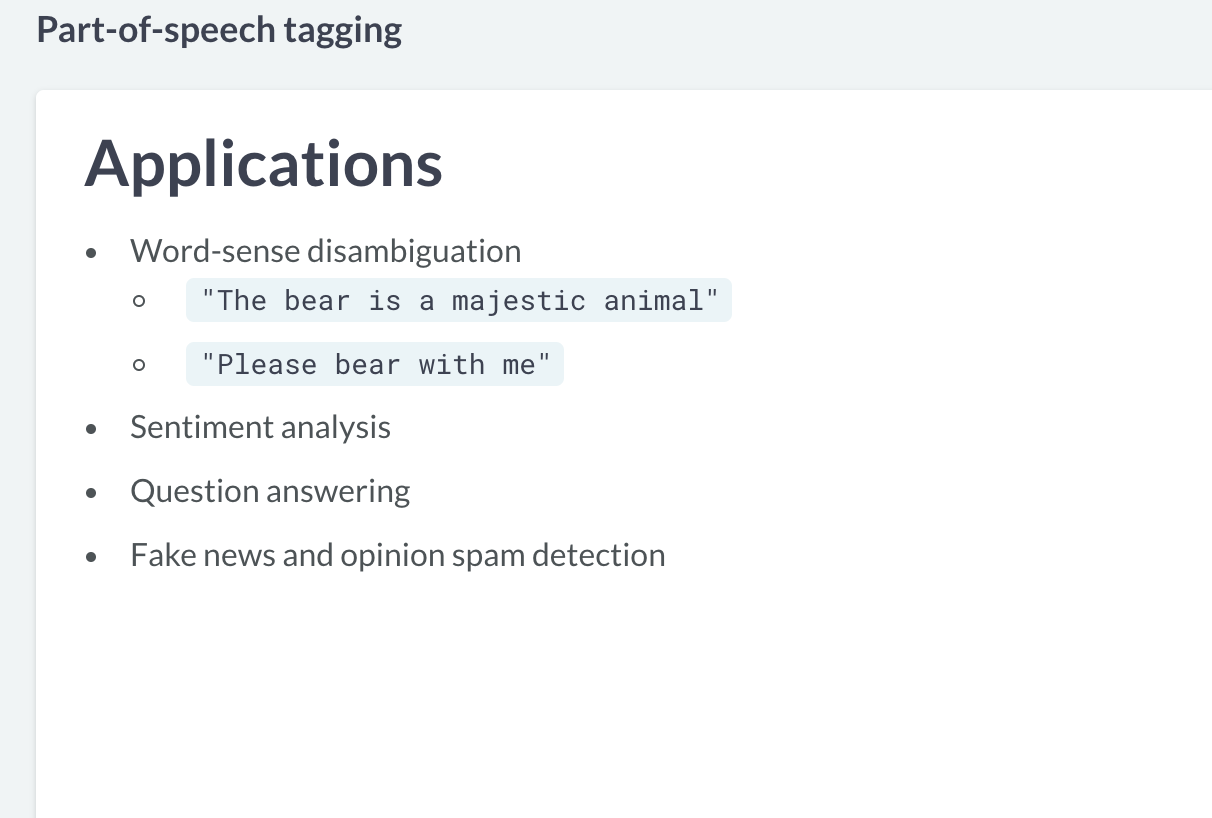 Part-of-speech tagging
Applications
Word-sense disambiguation
"The bear is a majestic animal"
"Please bear with me"
Sentiment analysis
Question answering
Fake news and opinion spam detection